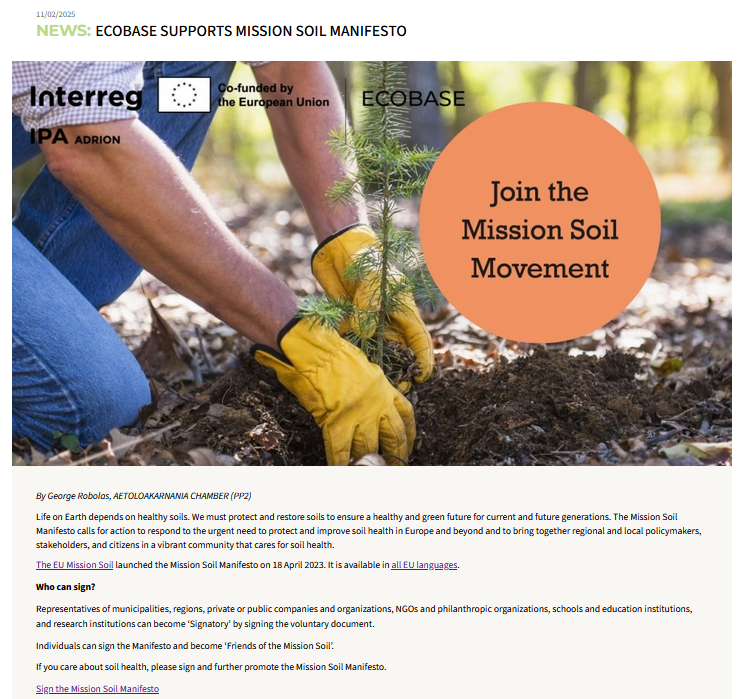 11/02/2025
NEWS: ECOBASE SUPPORTS MISSION SOIL MANIFESTO
Interreg
Co-funded by
the European Union
ECOBASE
IPA ADRION
Join the
Mission Soil
Movement
By George Robolas, AETOLOAKARNANIA CHAMBER (PP2)
Life on Earth depends on healthy soils. We must protect and restore soils to ensure a healthy and green future for current and future generations. The Mission Soil
Manifesto calls for action to respond to the urgent need to protect and improve soil health in Europe and beyond and to bring together regional and local policymakers,
stakeholders, and citizens in a vibrant community that cares for soil health.
The EU Mission Soil launched the Mission Soil Manifesto on 18 April 2023. It is available in all EU languages.
Who can sign?
Representatives of municipalities, regions, private or public companies and organizations, NGOs and philanthropic organizations, schools and education institutions,
and research institutions can become ‘Signatory’ by signing the voluntary document.
Individuals can sign the Manifesto and become ‘Friends of the Mission Soil’.
If you care about soil health, please sign and further promote the Mission Soil Manifesto.
Sign the Mission Soil Manifesto